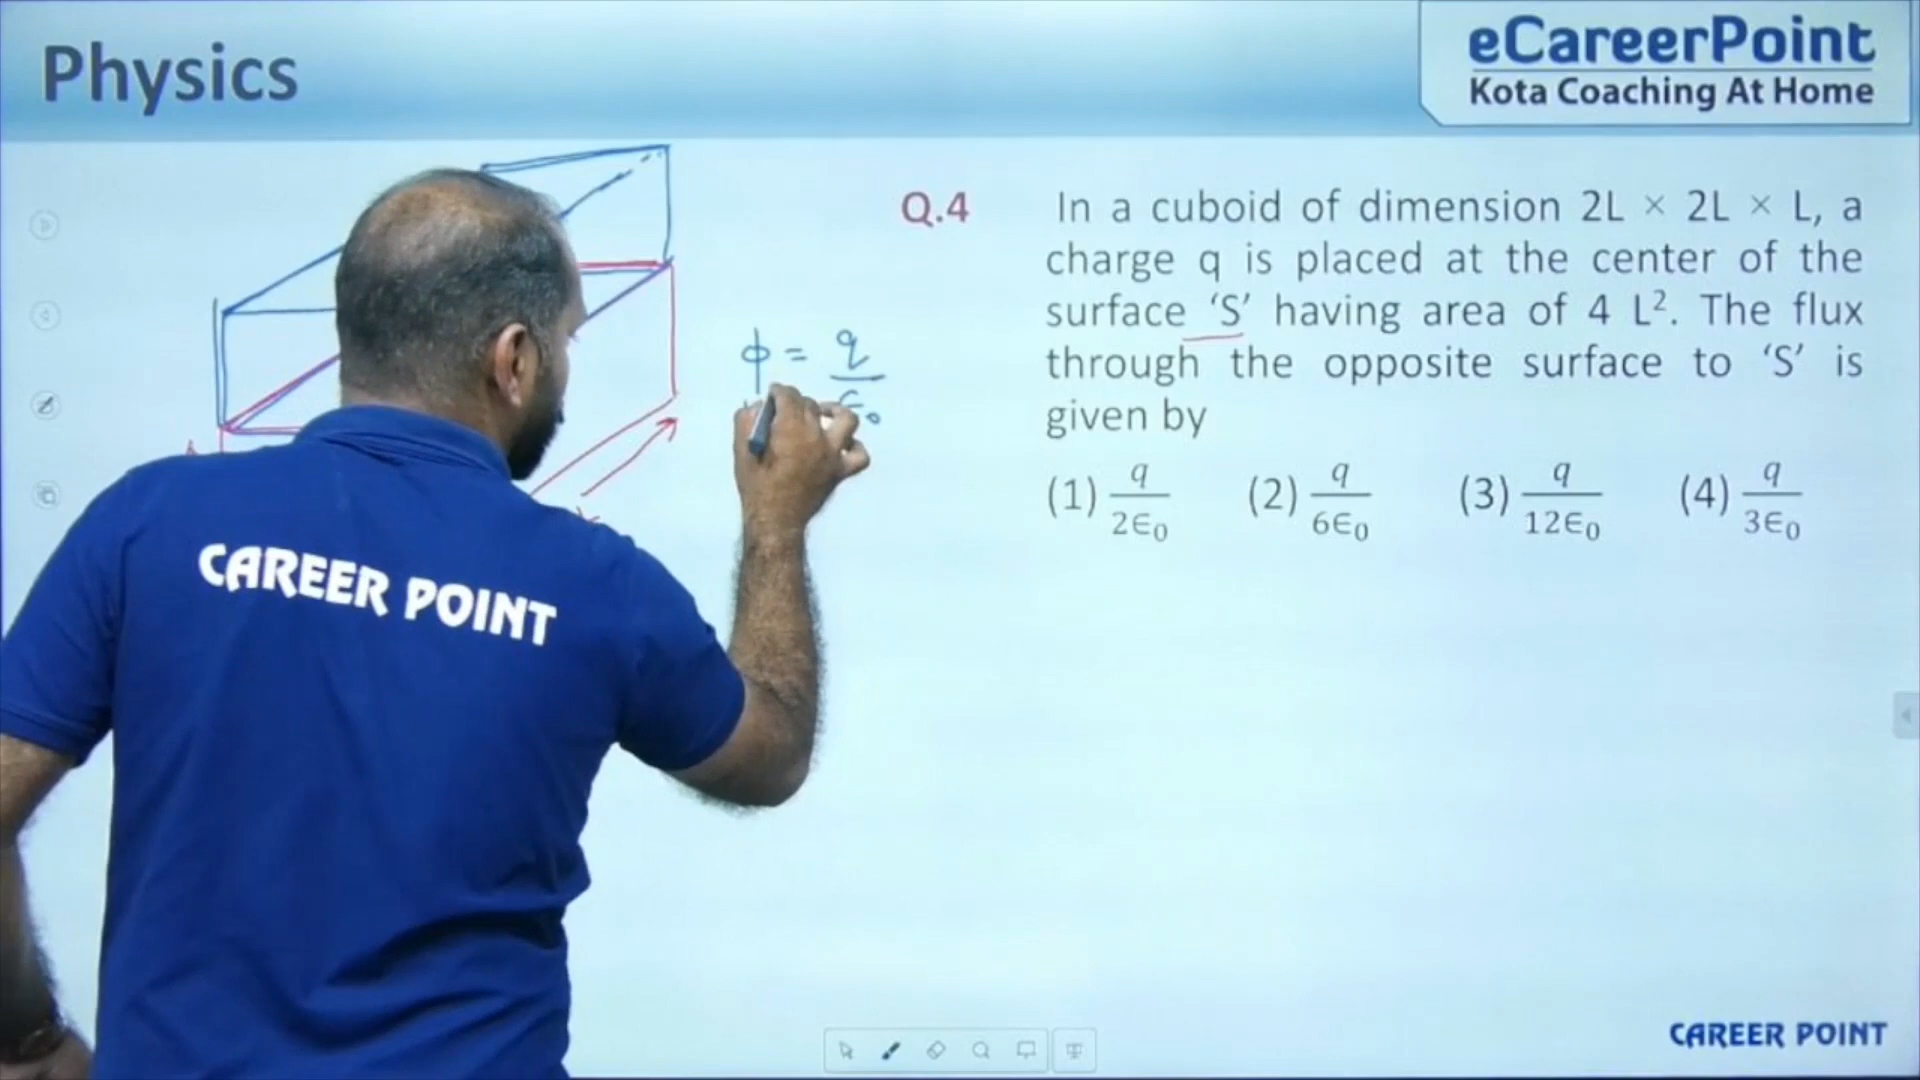 Physics
eCareerPoint
Kota Coaching At Home
Q.4 In a cuboid of dimension 2L × 2L × L, a
charge q is placed at the center of the
surface ‘S’ having area of 4 L². The flux
through the opposite surface to ‘S’ is
given by
(1) q/2∈₀ (2) q/6∈₀ (3) q/12∈₀ (4) q/3∈₀
ϕ = q/∈₀
CAREER POINT
CAREER POINT